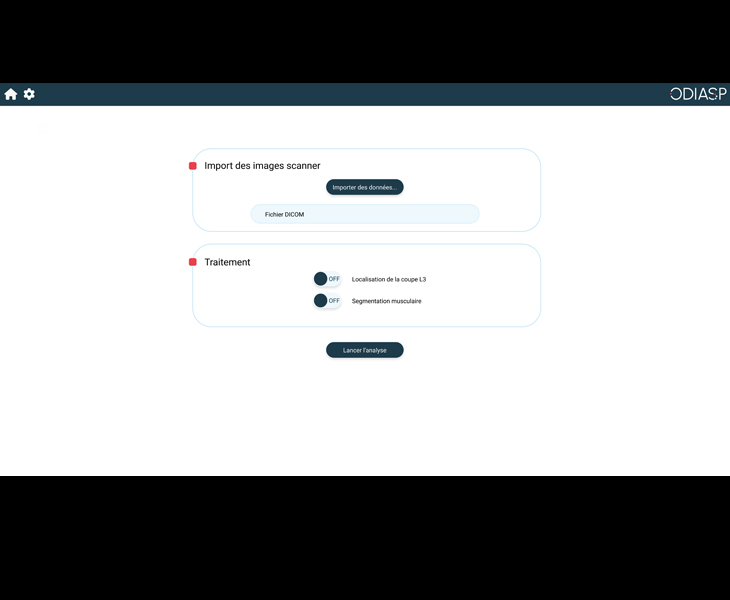 ODIASP
Import des images scanner
Importer des données...
Fichier DICOM
Traitement
OFF
Localisation de la coupe L3
OFF
Segmentation musculaire
Lancer l'analyse